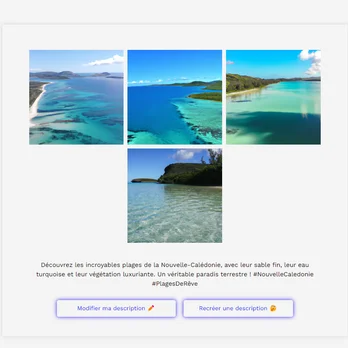 Découvrez les incroyables plages de la Nouvelle-Calédonie, avec leur sable fin, leur eau
turquoise et leur végétation luxuriante. Un véritable paradis terrestre ! #NouvelleCaledonie
#PlagesDeRêve
Modifier ma description
Recréer une description